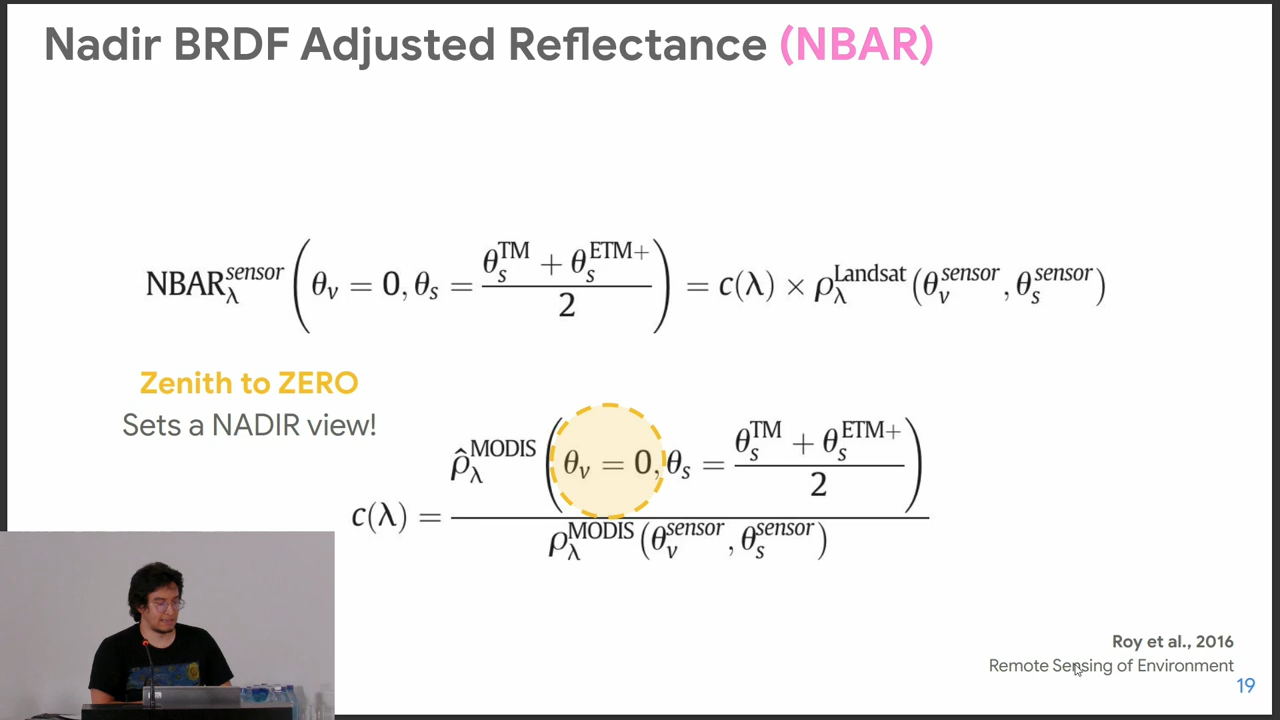 Nadir BRDF Adjusted Reflectance (NBAR)
NBAR_λ^sensor ( θ_v = 0, θ_s = (θ_s^TM + θ_s^ETM+) / 2 ) = c(λ) × ρ_λ^Landsat (θ_v^sensor, θ_s^sensor)
Zenith to ZERO
Sets a NADIR view!
c(λ) = ρ̂_λ^MODIS ( θ_v = 0, θ_s = (θ_s^TM + θ_s^ETM+) / 2 ) / ρ_λ^MODIS (θ_v^sensor, θ_s^sensor)
Roy et al., 2016
Remote Sensing of Environment
19